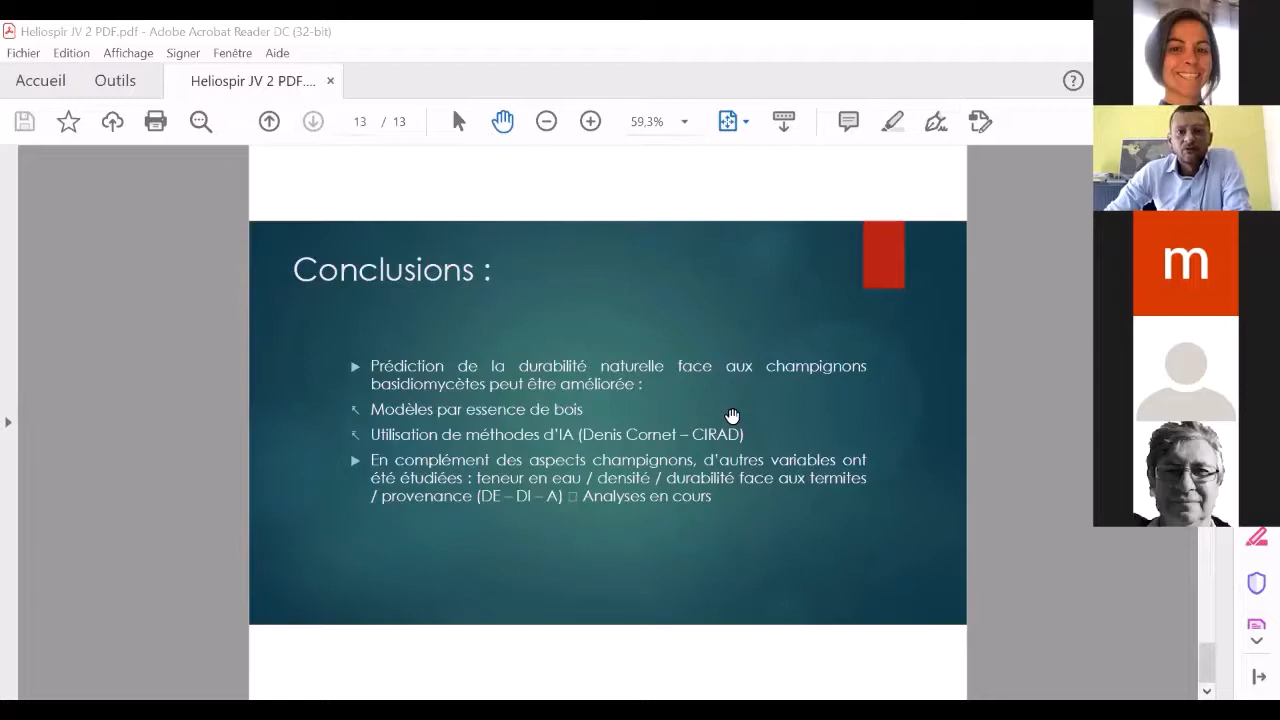 Heliospir JV 2 PDF.pdf - Adobe Acrobat Reader DC (32-bit)
Fichier Edition Affichage Signer Fenêtre Aide
Accueil Outils Heliospir JV 2 PDF.... ×
13 / 13 59,3%
m
Conclusions :
Prédiction de la durabilité naturelle face aux champignons
basidiomycètes peut être améliorée :
Modèles par essence de bois
Utilisation de méthodes d'IA (Denis Cornet – CIRAD)
En complément des aspects champignons, d'autres variables ont
été étudiées : teneur en eau / densité / durabilité face aux termites
/ provenance (DE – DI – A) □ Analyses en cours